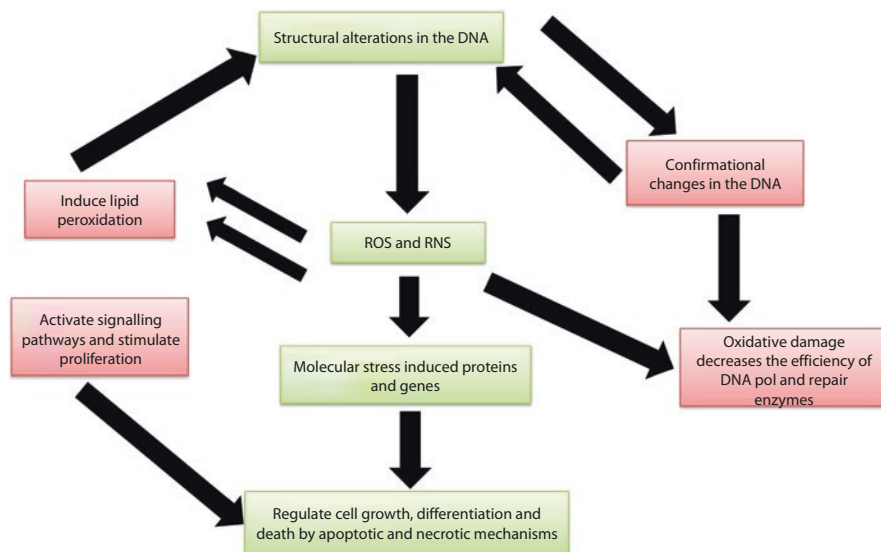 Structural alterations in the DNA
Confirmational
changes in the DNA
Induce lipid
peroxidation
ROS and RNS
Activate signalling
pathways and stimulate
proliferation
Molecular stress induced proteins
and genes
Oxidative damage
decreases the efficiency of
DNA pol and repair
enzymes
Regulate cell growth, differentiation and
death by apoptotic and necrotic mechanisms